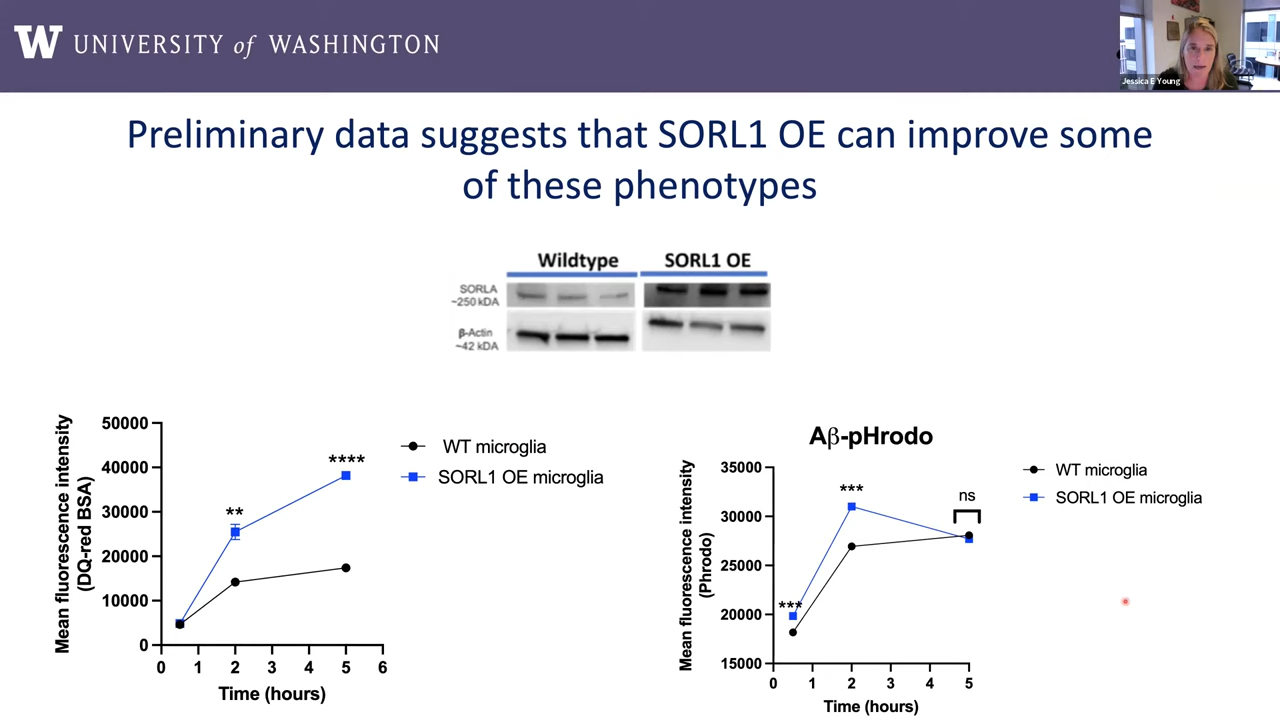 W UNIVERSITY of WASHINGTON
Jessica E Young
Preliminary data suggests that SORL1 OE can improve some
of these phenotypes
Wildtype
SORL1 OE
SORLA
~250 kDA
β-Actin
~42 kDA
Mean fluorescence intensity
(DQ-red BSA)
50000
40000
30000
20000
10000
0
**
****
0 1 2 3 4 5 6
Time (hours)
WT microglia
SORL1 OE microglia
Aβ-pHrodo
Mean fluorescence intensity
(Phrodo)
35000
30000
25000
20000
15000
***
***
ns
0 1 2 3 4 5
Time (hours)
WT microglia
SORL1 OE microglia